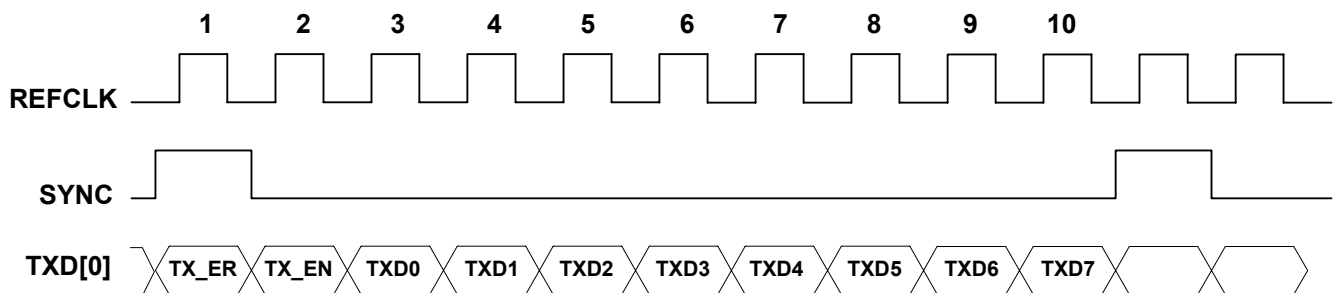 1 2 3 4 5 6 7 8 9 10
REFCLK
SYNC
TXD[0] TX_ER TX_EN TXD0 TXD1 TXD2 TXD3 TXD4 TXD5 TXD6 TXD7